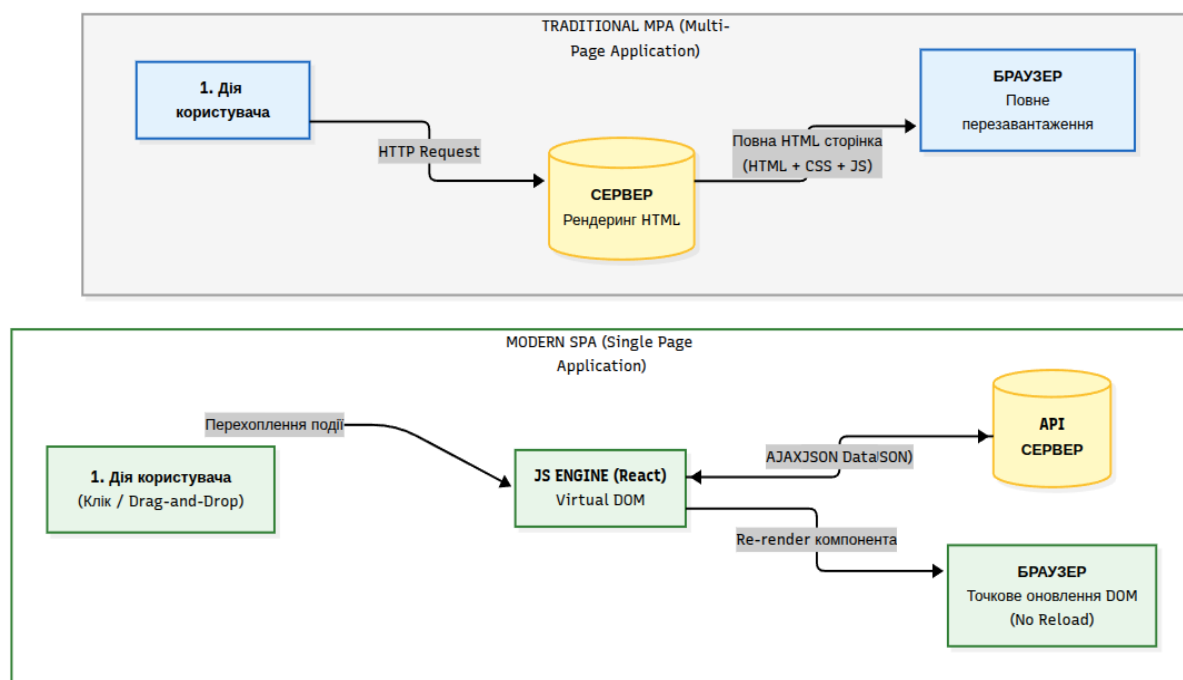 TRADITIONAL MPA (Multi-
Page Application)
1. Дія
користувача
HTTP Request
СЕРВЕР
Рендеринг HTML
Повна HTML сторінка
(HTML + CSS + JS)
БРАУЗЕР
Повне
перезавантаження
MODERN SPA (Single Page
Application)
Перехоплення події
1. Дія користувача
(Клік / Drag-and-Drop)
JS ENGINE (React)
Virtual DOM
AJAXJSON Data
API
СЕРВЕР
Re-render компонента
БРАУЗЕР
Точкове оновлення DOM
(No Reload)